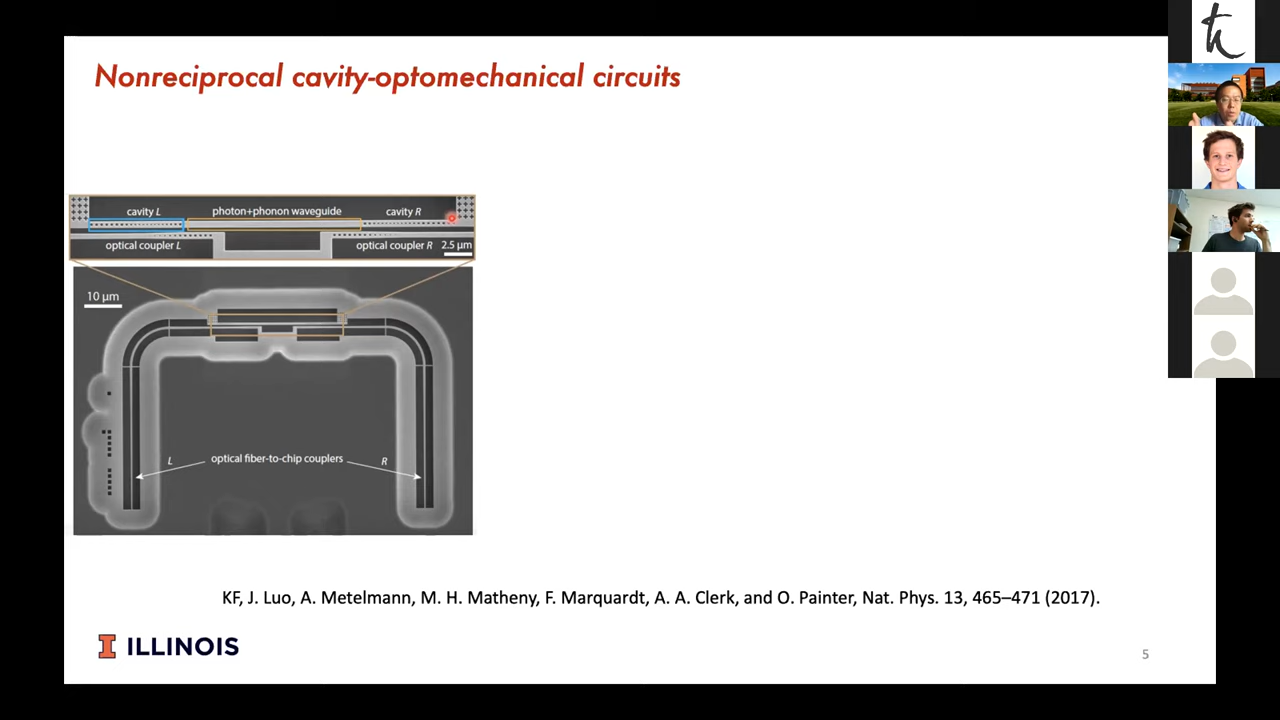 Nonreciprocal cavity-optomechanical circuits
cavity L
photon+phonon waveguide
cavity R
optical coupler L
optical coupler R
2.5 µm
10 µm
L
optical fiber-to-chip couplers
R
KF, J. Luo, A. Metelmann, M. H. Matheny, F. Marquardt, A. A. Clerk, and O. Painter, Nat. Phys. 13, 465–471 (2017).
I ILLINOIS
5